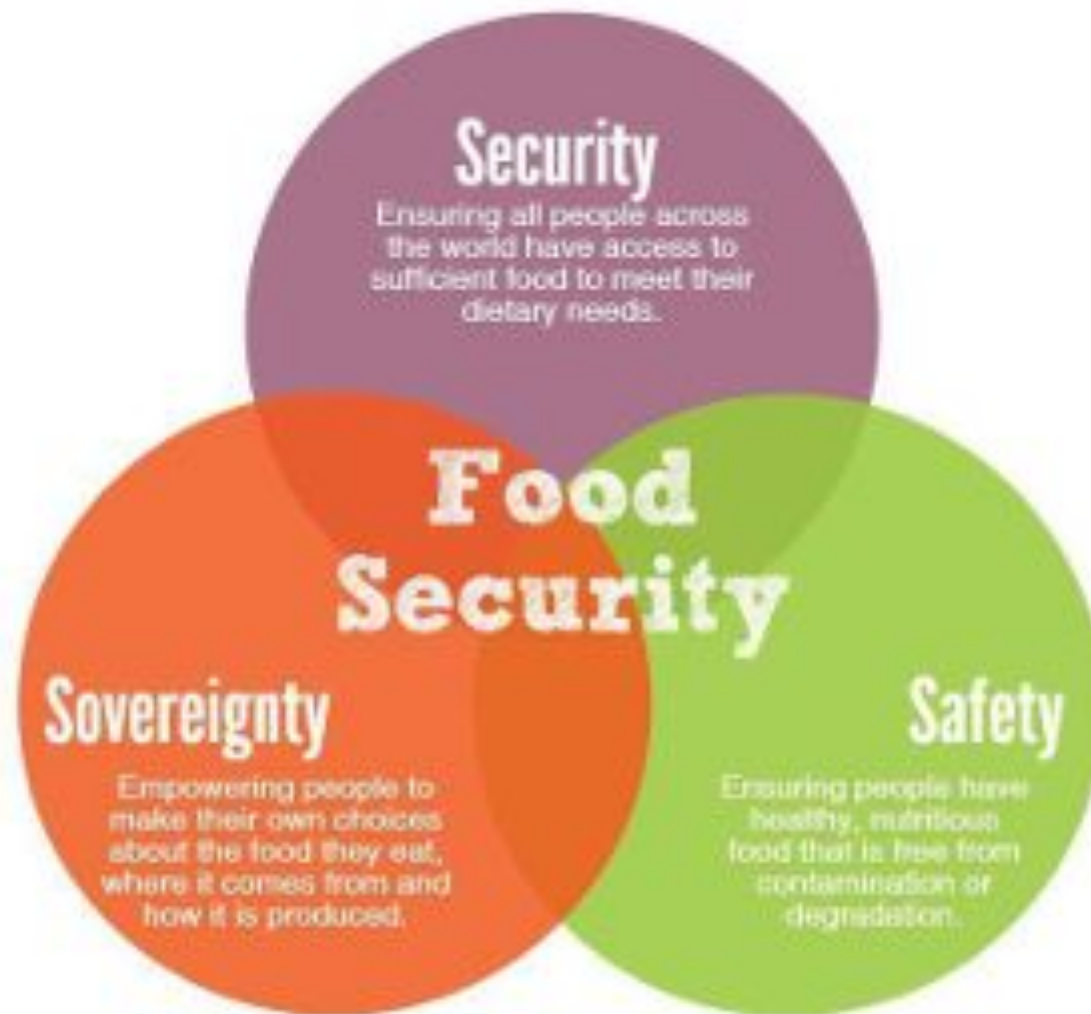 Security
Ensuring all people across
the world have access to
sufficient food to meet their
dietary needs.
Food
Security
Sovereignty
Empowering people to
make their own choices
about the food they eat,
where it comes from and
how it is produced.
Safety
Ensuring people have
healthy, nutritious
food that is free from
contamination or
degradation.